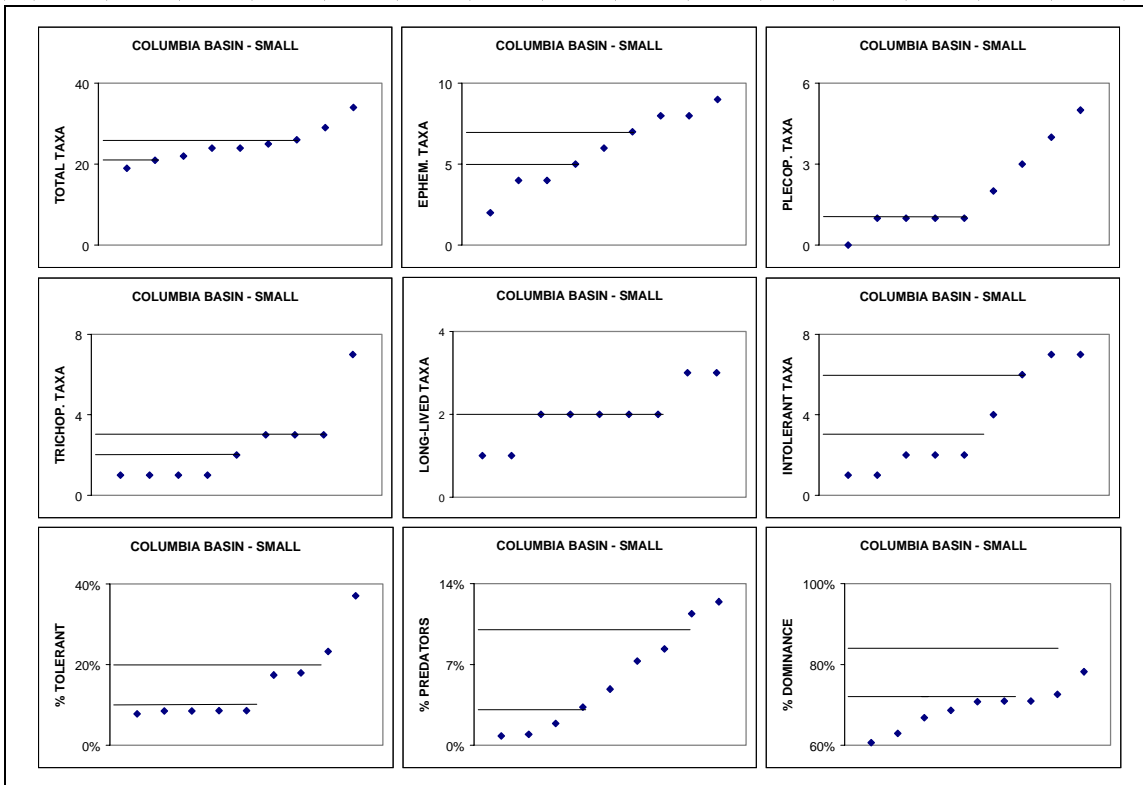 COLUMBIA BASIN - SMALL
TOTAL TAXA
40
20
0
COLUMBIA BASIN - SMALL
EPHEM. TAXA
10
5
0
COLUMBIA BASIN - SMALL
PLECOP. TAXA
6
3
0
COLUMBIA BASIN - SMALL
TRICHOP. TAXA
8
4
0
COLUMBIA BASIN - SMALL
LONG-LIVED TAXA
4
2
0
COLUMBIA BASIN - SMALL
INTOLERANT TAXA
8
4
0
COLUMBIA BASIN - SMALL
% TOLERANT
40%
20%
0%
COLUMBIA BASIN - SMALL
% PREDATORS
14%
7%
0%
COLUMBIA BASIN - SMALL
% DOMINANCE
100%
80%
60%